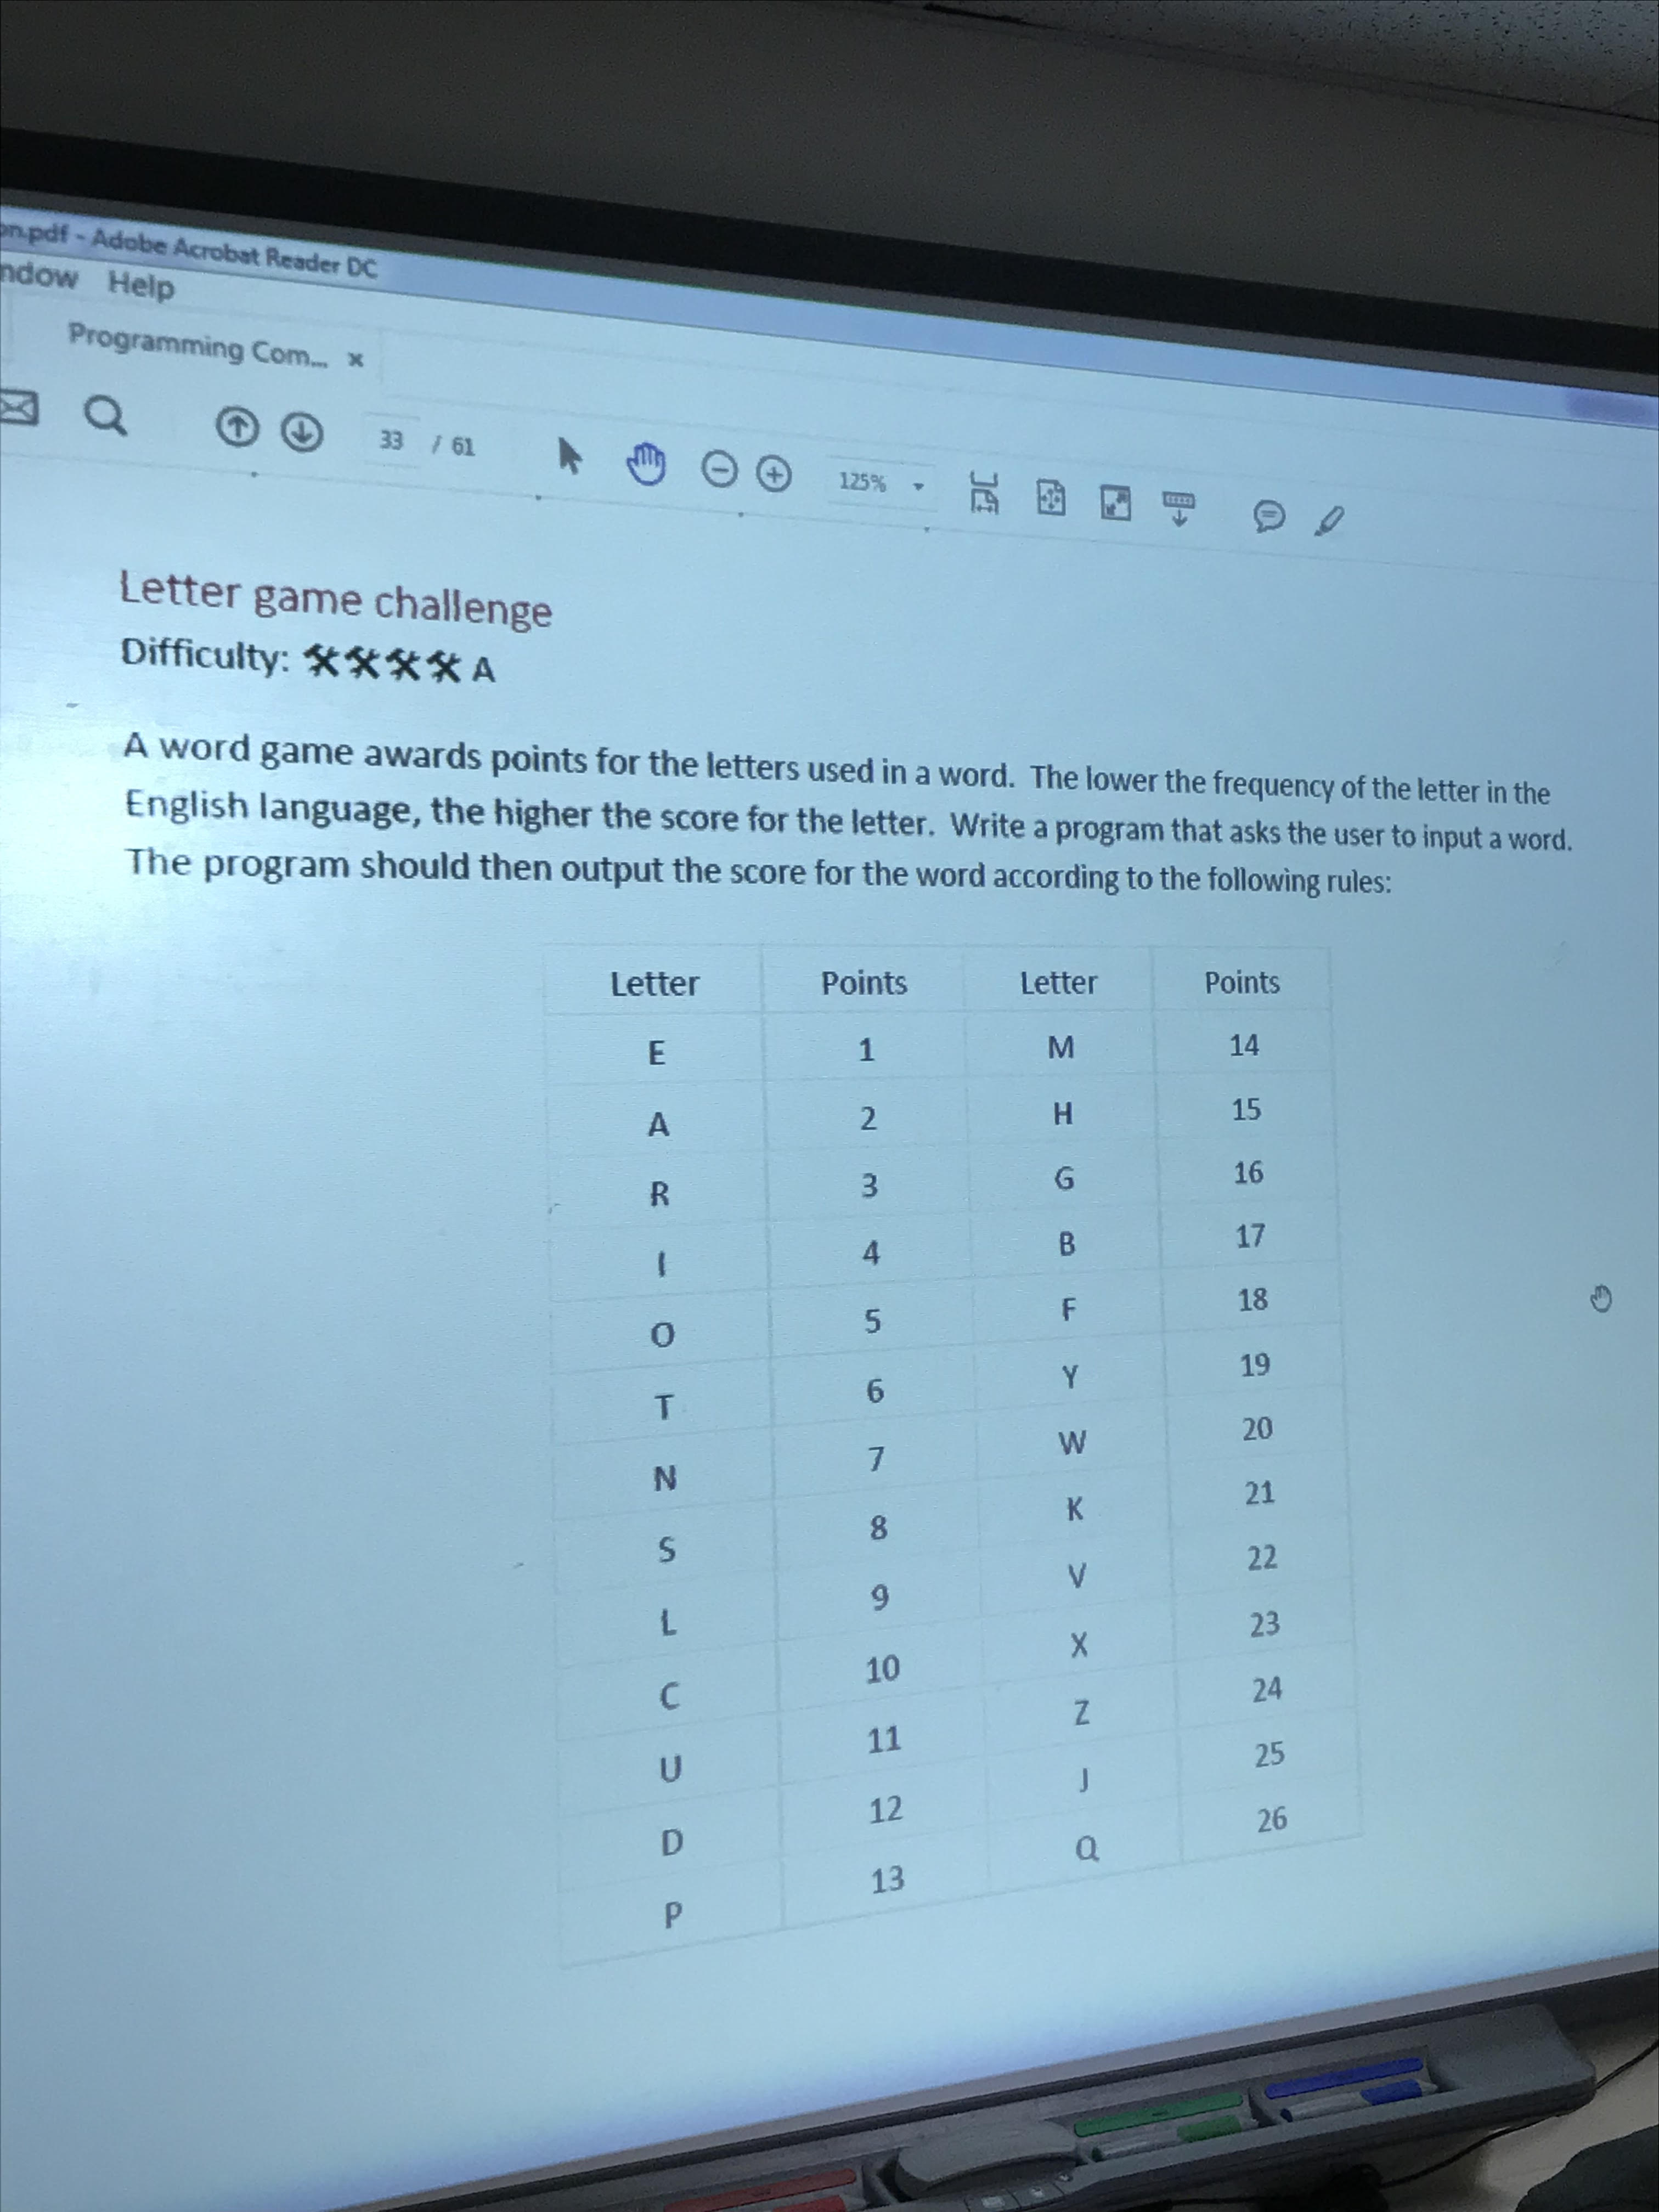 on.pdf - Adobe Acrobat Reader DC
ndow Help
Programming Com... ×
33 / 61 125%
Letter game challenge
Difficulty: A
A word game awards points for the letters used in a word. The lower the frequency of the letter in the
English language, the higher the score for the letter. Write a program that asks the user to input a word.
The program should then output the score for the word according to the following rules:
Letter Points Letter Points
E 1 M 14
A 2 H 15
R 3 G 16
I 4 B 17
O 5 F 18
T 6 Y 19
N 7 W 20
S 8 K 21
L 9 V 22
C 10 X 23
U 11 Z 24
D 12 J 25
P 13 Q 26